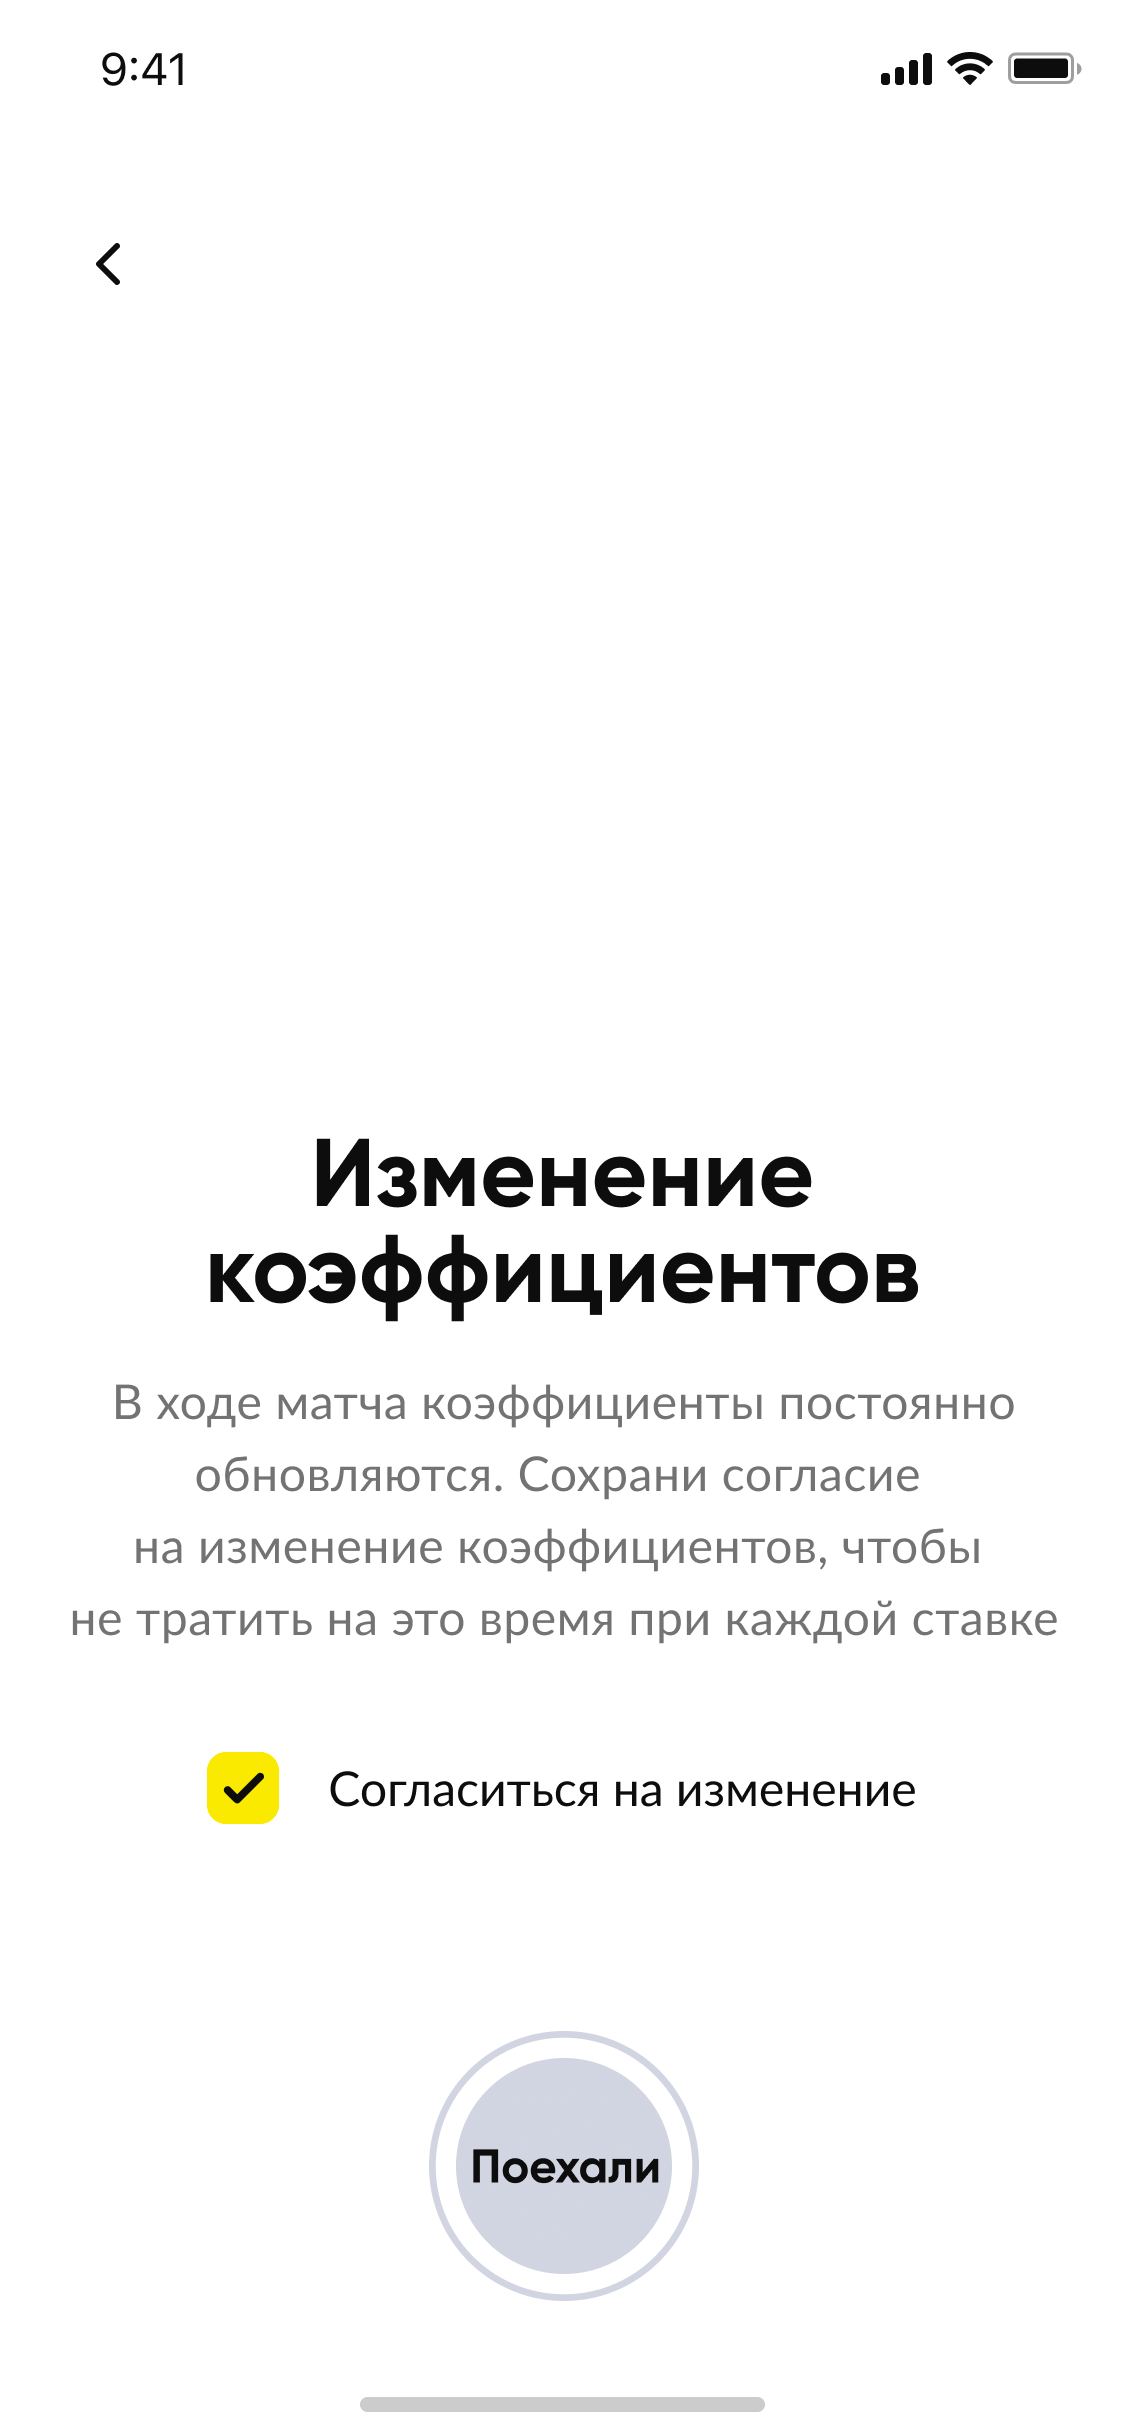 9:41
Изменение
коэффициентов
В ходе матча коэффициенты постоянно
обновляются. Сохрани согласие
на изменение коэффициентов, чтобы
не тратить на это время при каждой ставке
Согласиться на изменение
Поехали